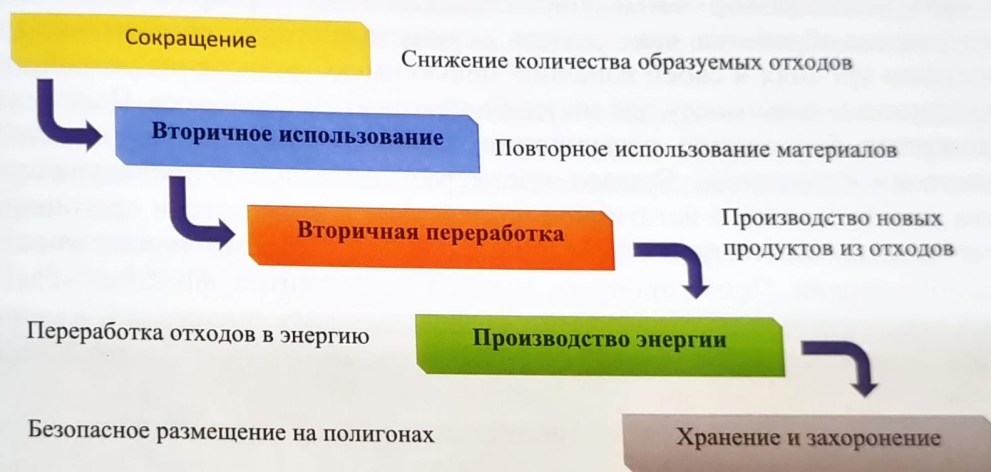 Сокращение
Снижение количества образуемых отходов
Вторичное использование
Повторное использование материалов
Вторичная переработка
Производство новых
продуктов из отходов
Переработка отходов в энергию
Производство энергии
Безопасное размещение на полигонах
Хранение и захоронение